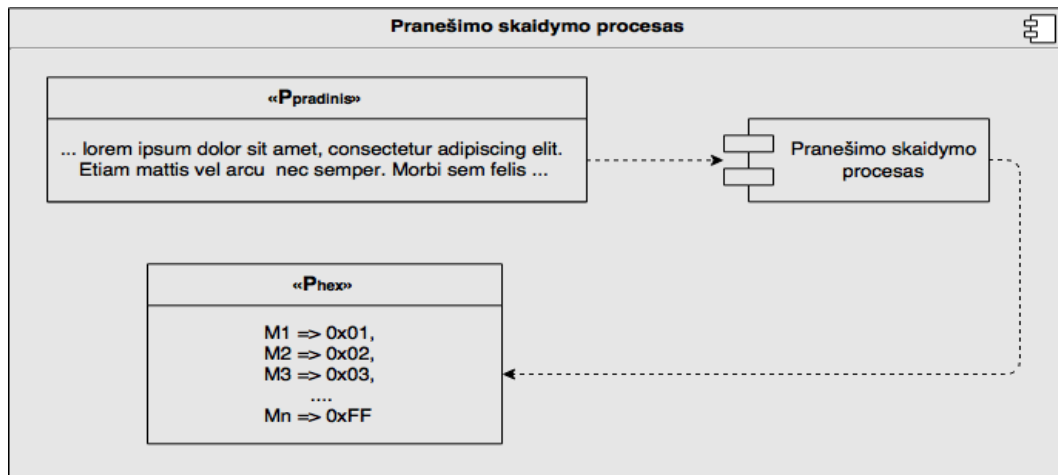 Pranešimo skaidymo procesas
«Ppradinis»
... lorem ipsum dolor sit amet, consectetur adipiscing elit.
Etiam mattis vel arcu nec semper. Morbi sem felis ...
Pranešimo skaidymo
procesas
«Phex»
M1 => 0x01,
M2 => 0x02,
M3 => 0x03,
....
Mn => 0xFF